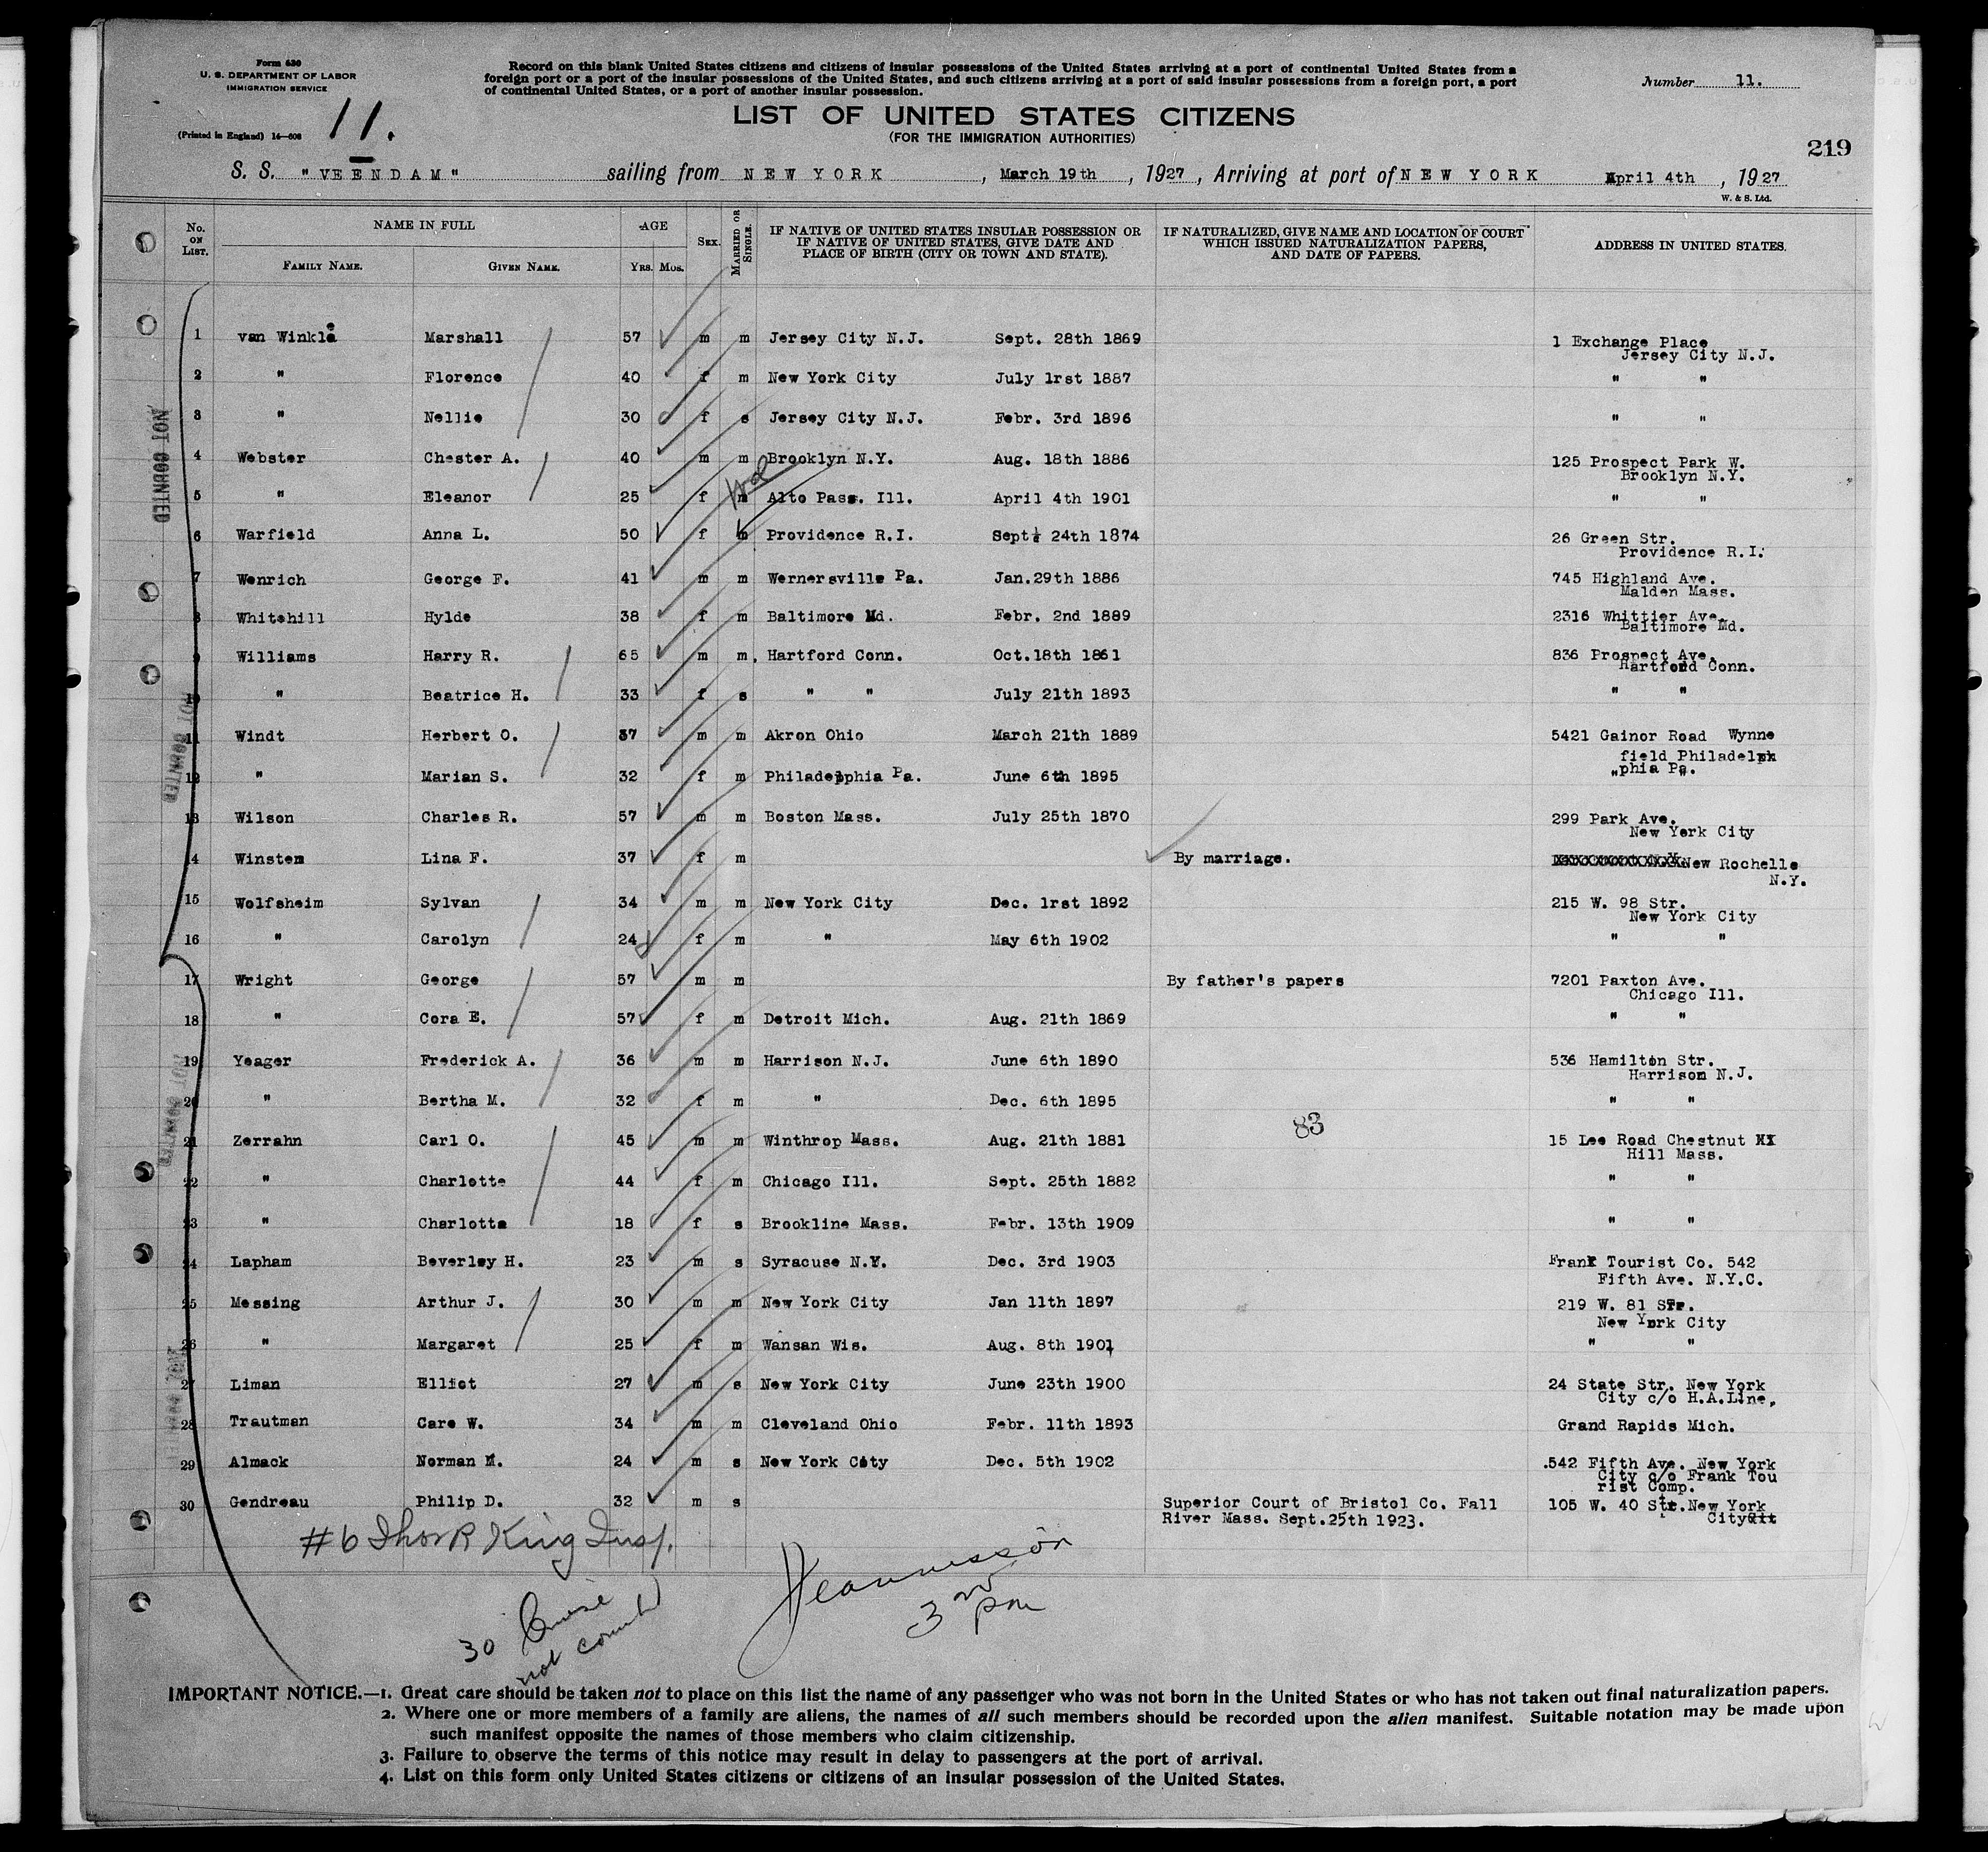 Form 630
U. S. DEPARTMENT OF LABOR
IMMIGRATION SERVICE
(Printed in England) 14—608
11.
Record on this blank United States citizens and citizens of insular possessions of the United States arriving at a port of continental United States from a
foreign port or a port of the insular possessions of the United States, and such citizens arriving at a port of said insular possessions from a foreign port, a port
of continental United States, or a port of another insular possession.
Number 11.
LIST OF UNITED STATES CITIZENS
(FOR THE IMMIGRATION AUTHORITIES)
219
S. S. "VEENDAM" sailing from NEW YORK, March 19th, 1927, Arriving at port of NEW YORK April 4th, 1927
W. & S. Ltd.
No. ON LIST. NAME IN FULL FAMILY NAME. GIVEN NAME. AGE YRS. MOS. SEX. MARRIED OR SINGLE. IF NATIVE OF UNITED STATES INSULAR POSSESSION OR IF NATIVE OF UNITED STATES, GIVE DATE AND PLACE OF BIRTH (CITY OR TOWN AND STATE). IF NATURALIZED, GIVE NAME AND LOCATION OF COURT WHICH ISSUED NATURALIZATION PAPERS, AND DATE OF PAPERS. ADDRESS IN UNITED STATES.
1 van Winkle Marshall 57 m m Jersey City N.J. Sept. 28th 1869 1 Exchange Place
Jersey City N.J.
2 " Florence 40 f m New York City July 1rst 1887 " "
3 " Nellie 30 f s Jersey City N.J. Febr. 3rd 1896 " "
NOT COUNTED
4 Webster Chester A. 40 m m Brooklyn N.Y. Aug. 18th 1886 125 Prospect Park W.
Brooklyn N.Y.
5 " Eleanor 25 f m Alto Pass. Ill. April 4th 1901 " "
6 Warfield Anna L. 50 f m Providence R.I. Sept. 24th 1874 26 Green Str.
Providence R.I.
7 Wenrich George F. 41 m m Wernersville Pa. Jan.29th 1886 745 Highland Ave.
Malden Mass.
8 Whitehill Hylde 38 f m Baltimore Md. Febr. 2nd 1889 2316 Whittier Ave.
Baltimore Md.
9 Williams Harry R. 65 m m. Hartford Conn. Oct.18th 1861 836 Prospect Ave.
Hartford Conn.
10 " Beatrice H. 33 f s " " July 21th 1893 " "
11 Windt Herbert O. 37 m m Akron Ohio March 21th 1889 5421 Gainor Road Wynne
field Philadelph
12 " Marian S. 32 f m Philadelphia Pa. June 6th 1895 phia Pa.
NOT COUNTED
13 Wilson Charles R. 57 m m Boston Mass. July 25th 1870 299 Park Ave.
New York City
14 Winstem Lina F. 37 f m By marriage. New Rochelle
N.Y.
15 Wolfsheim Sylvan 34 m m New York City Dec. 1rst 1892 215 W. 98 Str.
New York City
16 " Carolyn 24 f m " May 6th 1902 " "
17 Wright George 57 m m By father's papers 7201 Paxton Ave.
Chicago Ill.
18 " Cora E. 57 f m Detroit Mich. Aug. 21th 1869 " "
19 Yeager Frederick A. 36 m m Harrison N.J. June 6th 1890 536 Hamilton Str.
Harrison N.J.
20 " Bertha M. 32 f m " Dec. 6th 1895 " "
NOT COUNTED
83
21 Zerrahn Carl O. 45 m m Winthrop Mass. Aug. 21th 1881 15 Lee Road Chestnut
Hill Mass.
22 " Charlotte 44 f m Chicago Ill. Sept. 25th 1882 " "
23 " Charlotte 18 f s Brookline Mass. Febr. 13th 1909 " "
24 Lapham Beverley H. 23 m s Syracuse N.Y. Dec. 3rd 1903 Frank Tourist Co. 542
Fifth Ave. N.Y.C.
25 Messing Arthur J. 30 m m New York City Jan 11th 1897 219 W. 81 STr.
New York City
26 " Margaret 25 f m Wansan Wis. Aug. 8th 1901 " "
27 Liman Elliot 27 m s New York City June 23th 1900 24 State Str. New York
City c/o H.A.Line.
28 Trautman Care W. 34 m m Cleveland Ohio Febr. 11th 1893 Grand Rapids Mich.
29 Almack Norman M. 24 m s New York City Dec. 5th 1902 542 Fifth Ave. New York
City c/o Frank Tou
rist Comp.
30 Gendreau Philip D. 32 m s Superior Court of Bristol Co. Fall 105 W. 40 Str. New York
River Mass. Sept.25th 1923. City
#6 King Insp.
30 Cruise
not counted
3
pm
IMPORTANT NOTICE.—1. Great care should be taken not to place on this list the name of any passenger who was not born in the United States or who has not taken out final naturalization papers.
2. Where one or more members of a family are aliens, the names of all such members should be recorded upon the alien manifest. Suitable notation may be made upon
such manifest opposite the names of those members who claim citizenship.
3. Failure to observe the terms of this notice may result in delay to passengers at the port of arrival.
4. List on this form only United States citizens or citizens of an insular possession of the United States.